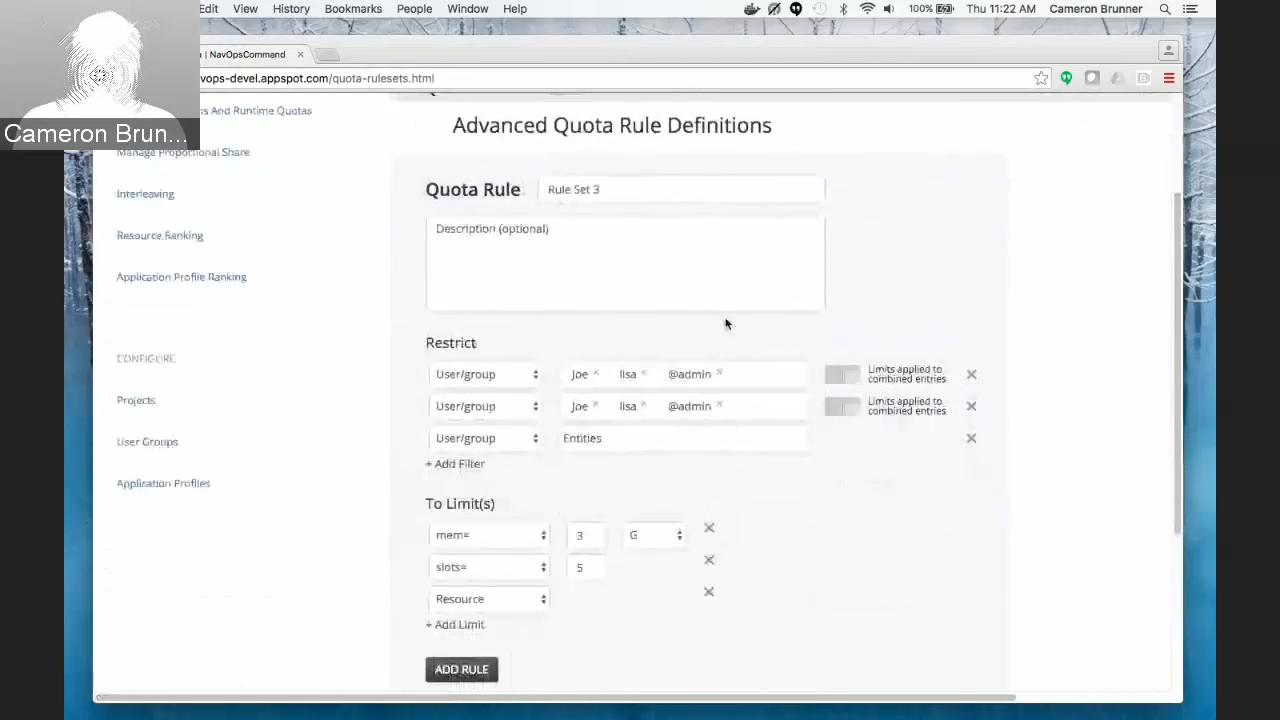 Edit View History Bookmarks People Window Help 100% Thu 11:22 AM Cameron Brunner
| NavOpsCommand
vops-devel.appspot.com/quota-rulesets.html
Cameron Brun...
ss And Runtime Quotas
Manage Proportional Share
Interleaving
Resource Ranking
Application Profile Ranking
CONFIGURE
Projects
User Groups
Application Profiles
Advanced Quota Rule Definitions
Quota Rule Rule Set 3
Description (optional)
Restrict
User/group Joe × lisa × @admin × Limits applied to
combined entries
User/group Joe × lisa × @admin × Limits applied to
combined entries
User/group Entities
+ Add Filter
To Limit(s)
mem= 3 G
slots= 5
Resource
+ Add Limit
ADD RULE